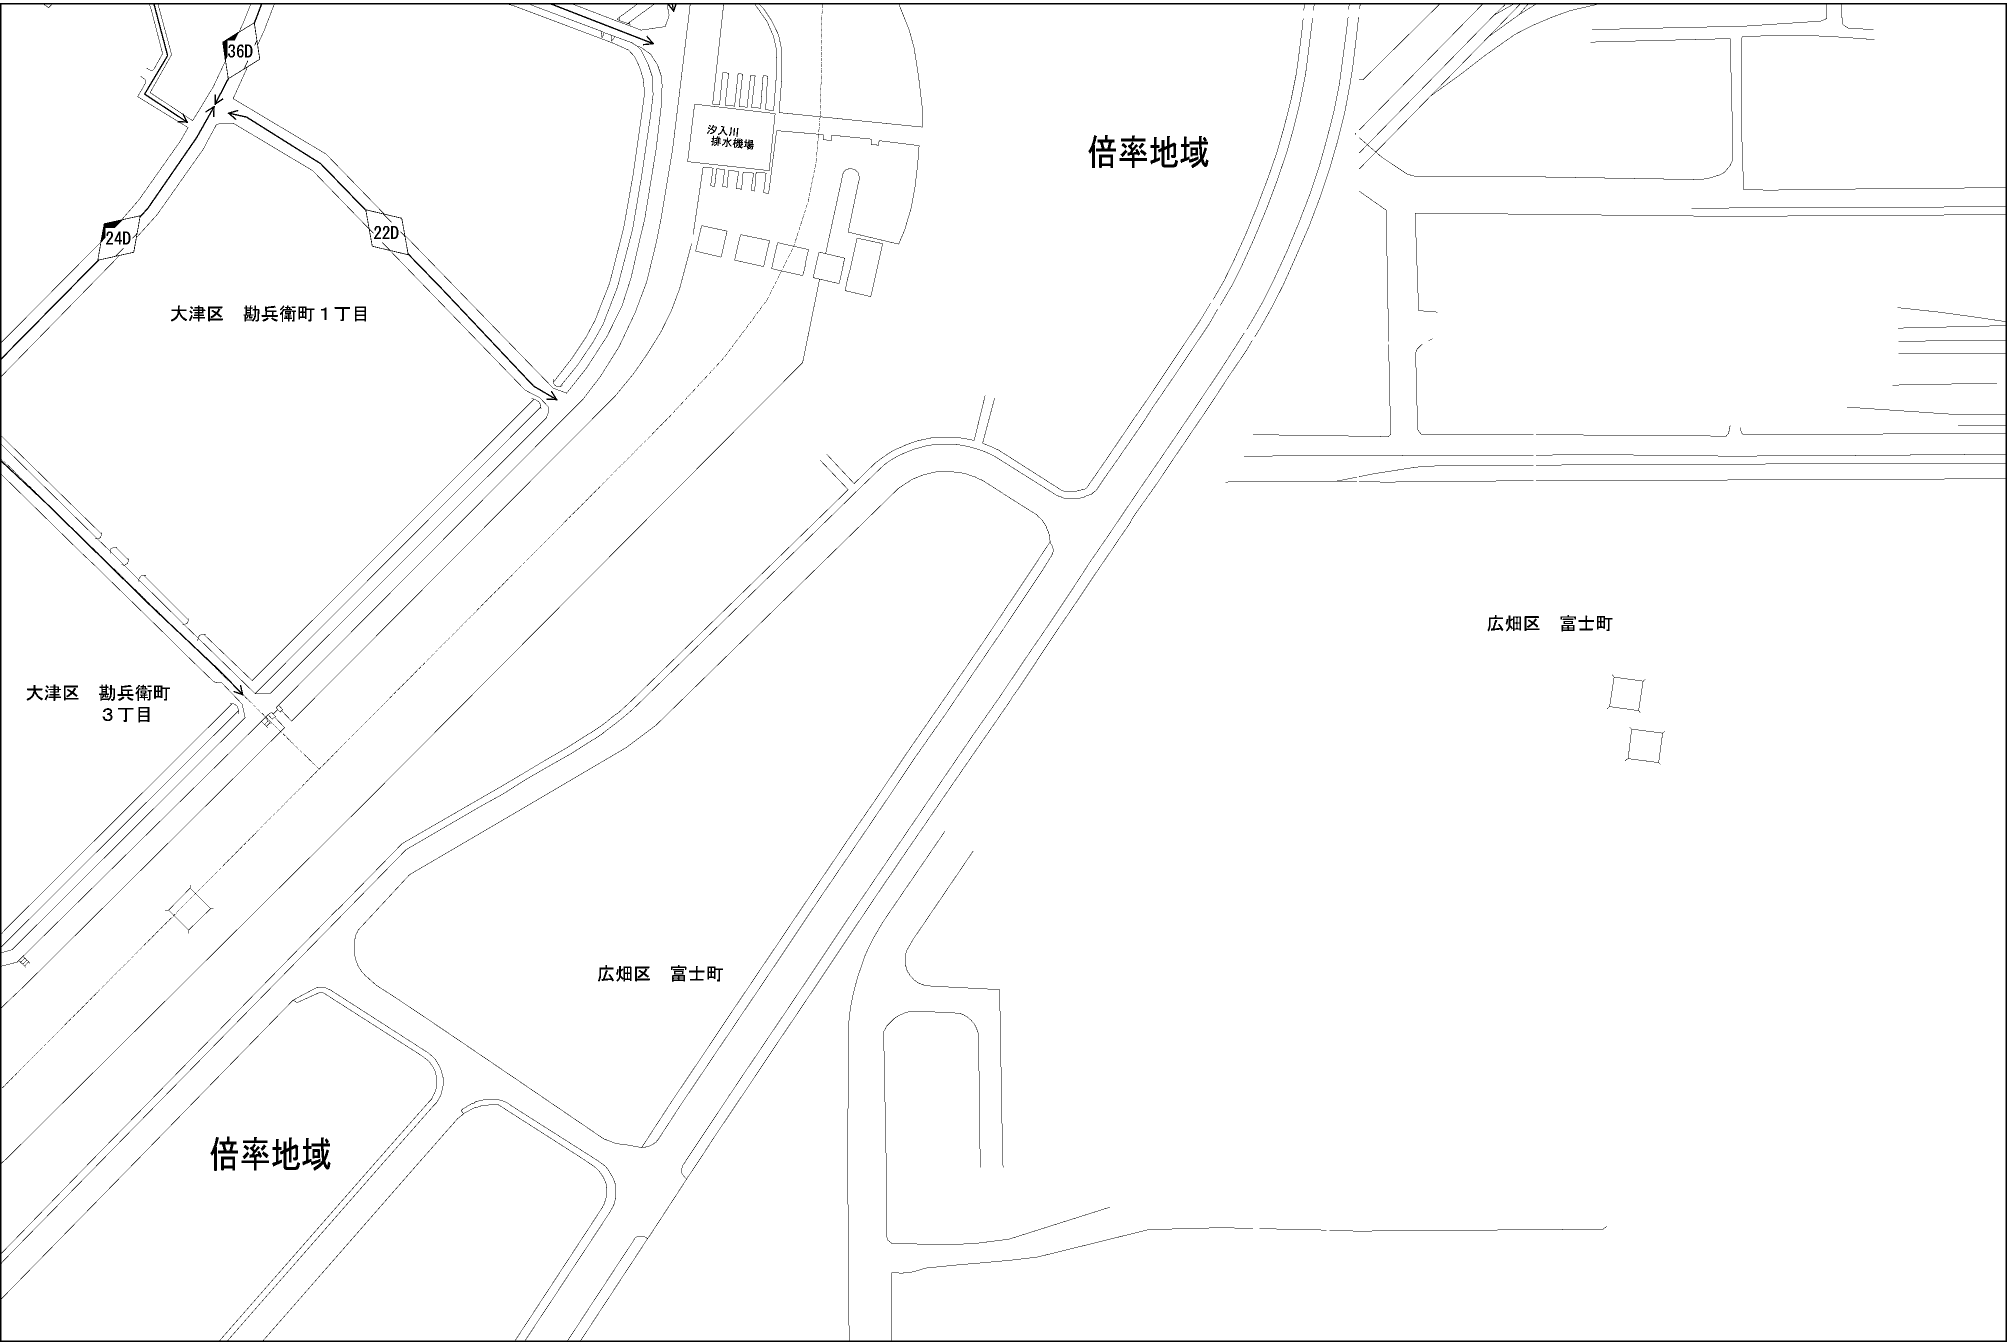 36D
汐入川
排水機場
倍率地域
24D
22D
大津区　勘兵衛町１丁目
広畑区　富士町
大津区　勘兵衛町
３丁目
広畑区　富士町
倍率地域